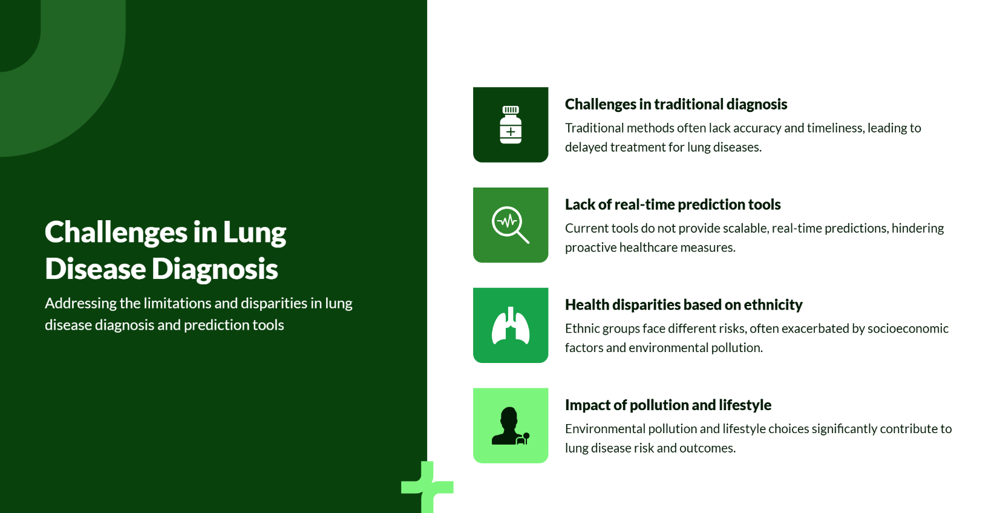 Challenges in Lung
Disease Diagnosis
Addressing the limitations and disparities in lung
disease diagnosis and prediction tools
Challenges in traditional diagnosis
Traditional methods often lack accuracy and timeliness, leading to
delayed treatment for lung diseases.
Lack of real-time prediction tools
Current tools do not provide scalable, real-time predictions, hindering
proactive healthcare measures.
Health disparities based on ethnicity
Ethnic groups face different risks, often exacerbated by socioeconomic
factors and environmental pollution.
Impact of pollution and lifestyle
Environmental pollution and lifestyle choices significantly contribute to
lung disease risk and outcomes.